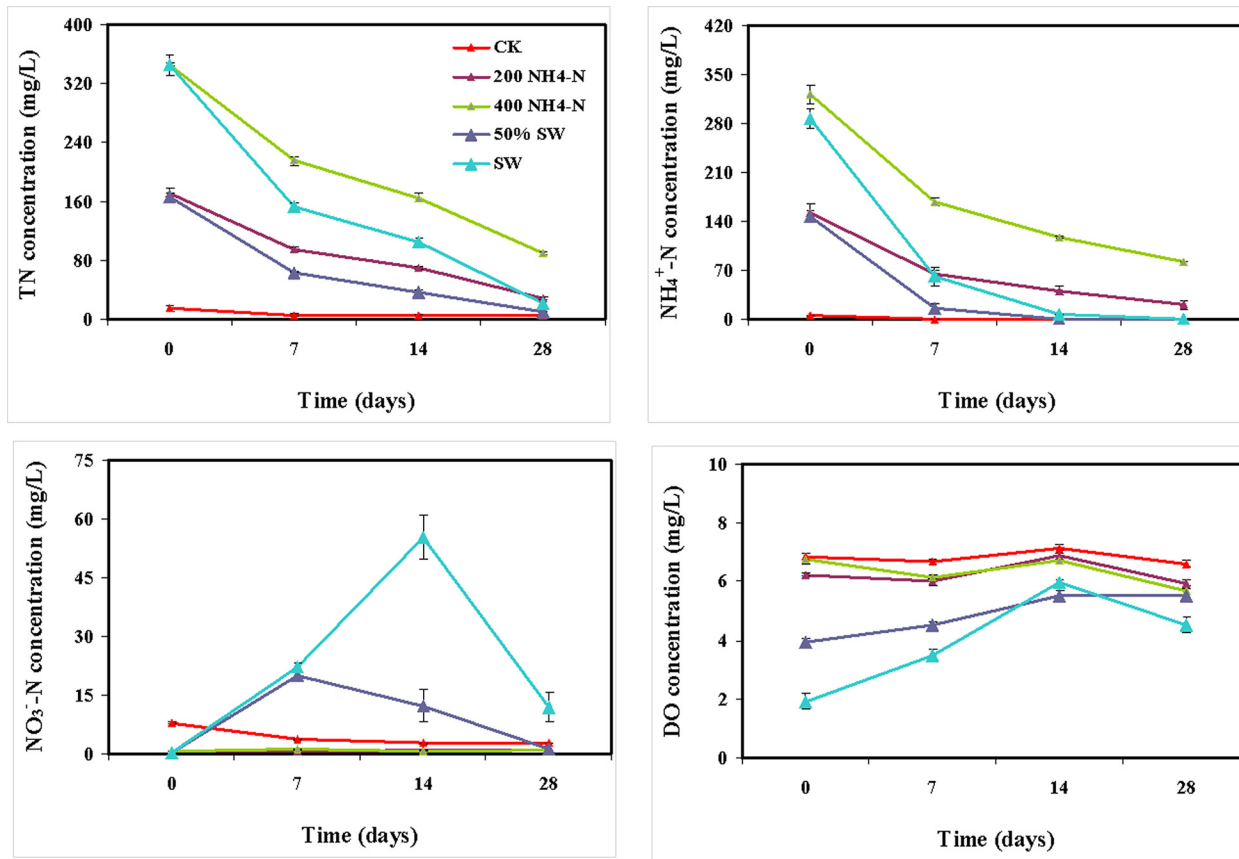 TN concentration (mg/L)
400
320
240
160
80
0
0 7 14 28
Time (days)
CK
200 NH4-N
400 NH4-N
50% SW
SW
NH₄⁺-N concentration (mg/L)
420
350
280
210
140
70
0
0 7 14 28
Time (days)
NO₃⁻-N concentration (mg/L)
75
60
45
30
15
0
0 7 14 28
Time (days)
DO concentration (mg/L)
10
8
6
4
2
0
0 7 14 28
Time (days)